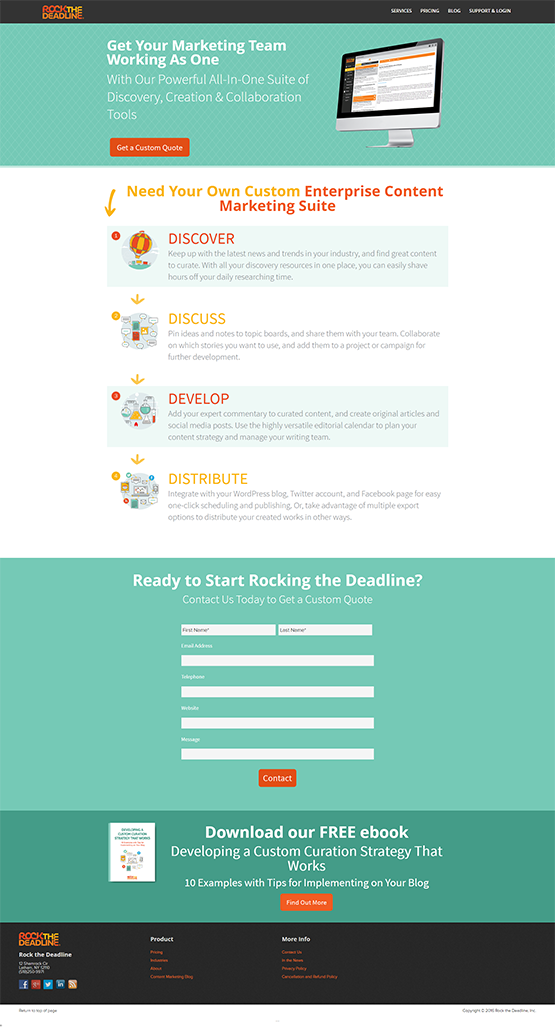 ROCK THE
DEADLINE.
SERVICES PRICING BLOG SUPPORT & LOGIN
Get Your Marketing Team
Working As One
With Our Powerful All-In-One Suite of
Discovery, Creation & Collaboration
Tools
Get a Custom Quote
Need Your Own Custom Enterprise Content
Marketing Suite
1
DISCOVER
Keep up with the latest news and trends in your industry, and find great content
to curate. With all your discovery resources in one place, you can easily shave
hours off your daily researching time.
2
DISCUSS
Pin ideas and notes to topic boards, and share them with your team. Collaborate
on which stories you want to use, and add them to a project or campaign for
further development.
3
DEVELOP
Add your expert commentary to curated content, and create original articles and
social media posts. Use the highly versatile editorial calendar to plan your
content strategy and manage your writing team.
4
DISTRIBUTE
Integrate with your WordPress blog, Twitter account, and Facebook page for easy
one-click scheduling and publishing. Or, take advantage of multiple export
options to distribute your created works in other ways.
Ready to Start Rocking the Deadline?
Contact Us Today to Get a Custom Quote
First Name* Last Name*
Email Address
Telephone
Website
Message
Contact
DEVELOPING A
CUSTOM CURATION
STRATEGY THAT WORKS
Download our FREE ebook
Developing a Custom Curation Strategy That
Works
10 Examples with Tips for Implementing on Your Blog
Find Out More
ROCK THE
DEADLINE.
Rock the Deadline
12 Shamrock Cir
Latham, NY 12110
(518)250-9971
Product
Pricing
Industries
About
Content Marketing Blog
More Info
Contact Us
In the News
Privacy Policy
Cancellation and Refund Policy
Return to top of page
Copyright © 2016 Rock the Deadline, Inc.